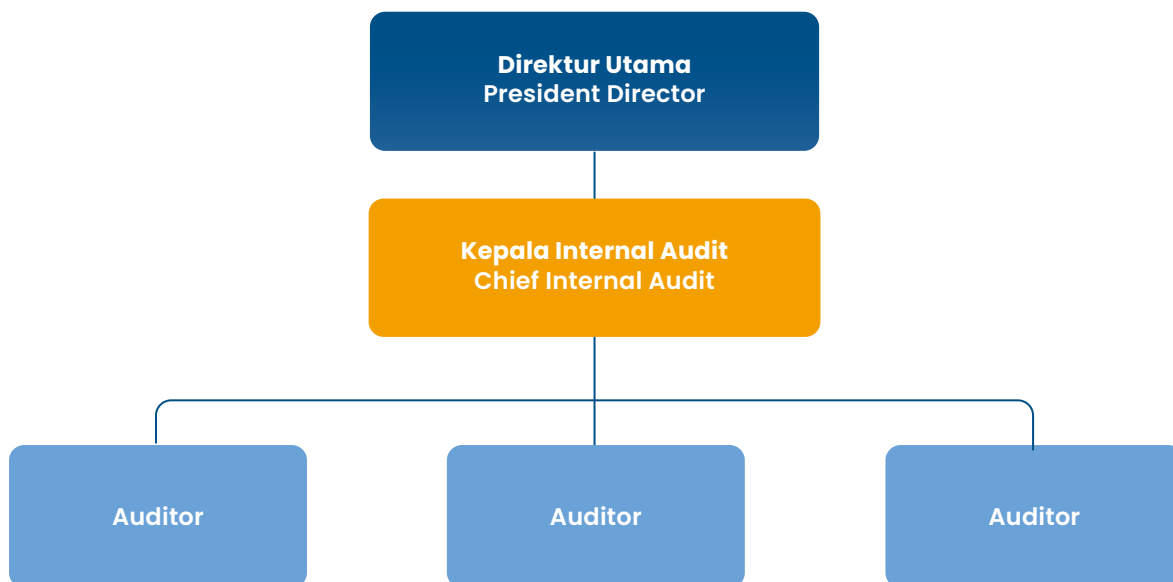 Direktur Utama
President Director
Kepala Internal Audit
Chief Internal Audit
Auditor
Auditor
Auditor